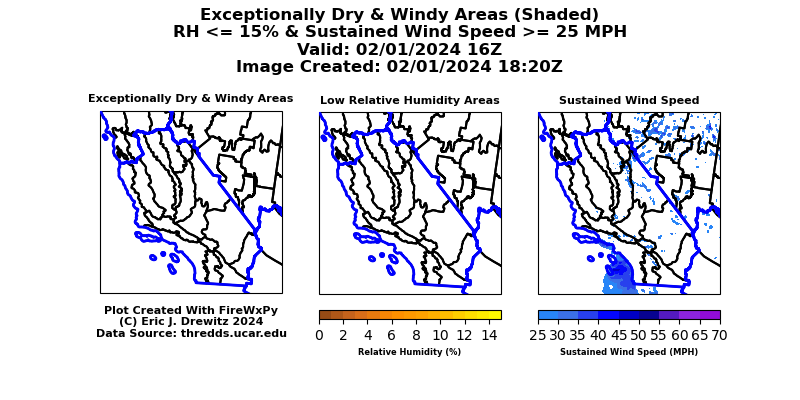 Exceptionally Dry & Windy Areas (Shaded)
RH <= 15% & Sustained Wind Speed >= 25 MPH
Valid: 02/01/2024 16Z
Image Created: 02/01/2024 18:20Z
Exceptionally Dry & Windy Areas
Low Relative Humidity Areas
Sustained Wind Speed
Plot Created With FireWxPy
(C) Eric J. Drewitz 2024
Data Source: thredds.ucar.edu
0 2 4 6 8 10 12 14
Relative Humidity (%)
25 30 35 40 45 50 55 60 65 70
Sustained Wind Speed (MPH)